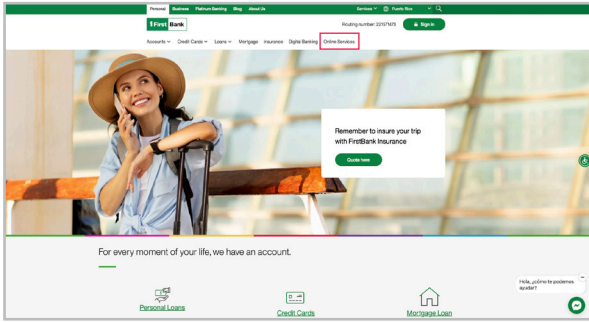 Personal Business Platinum Banking Blog About Us Services Puerto Rico
1 First Bank
Routing number: 221571473 Sign in
Accounts Credit Cards Loans Mortgage Insurance Digital Banking Online Services
Remember to insure your trip
with FirstBank Insurance
Quote here
For every moment of your life, we have an account.
Hola, ¿cómo te podemos
ayudar?
Personal Loans
Credit Cards
Mortgage Loan